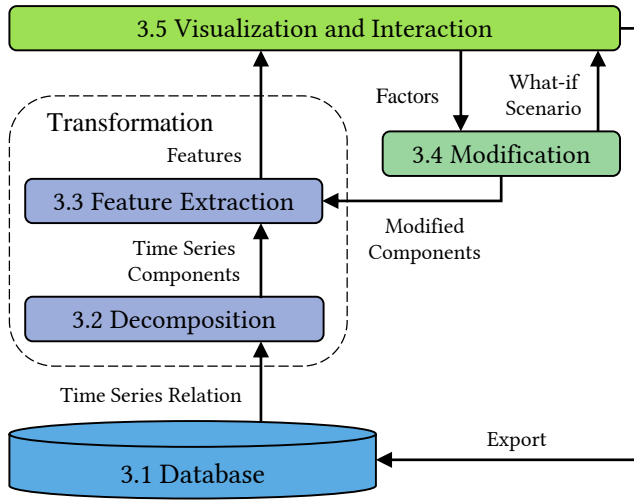 3.5 Visualization and Interaction
Factors
What-if
Scenario
Transformation
Features
3.4 Modification
3.3 Feature Extraction
Modified
Components
Time Series
Components
3.2 Decomposition
Time Series Relation
Export
3.1 Database